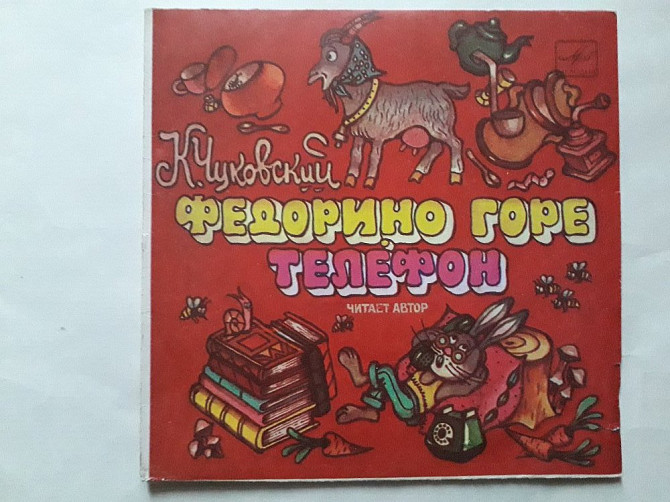 К. Чуковский
ФЕДОРИНО ГОРЕ
ТЕЛЕФОН
ЧИТАЕТ АВТОР